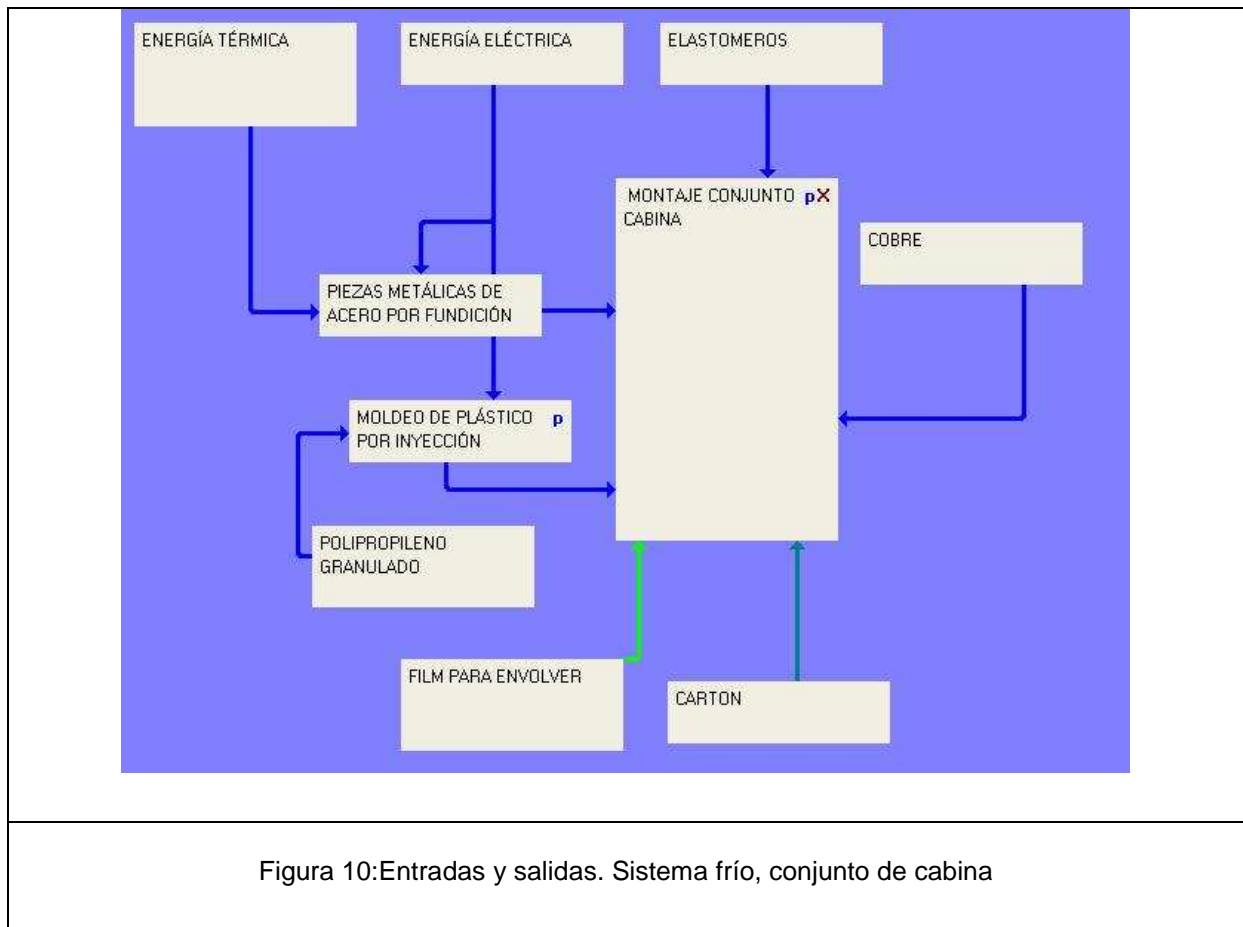 ENERGÍA TÉRMICA
ENERGÍA ELÉCTRICA
ELASTOMEROS
MONTAJE CONJUNTO pX
CABINA
COBRE
PIEZAS METÁLICAS DE
ACERO POR FUNDICIÓN
MOLDEO DE PLÁSTICO p
POR INYECCIÓN
POLIPROPILENO
GRANULADO
FILM PARA ENVOLVER
CARTON
Figura 10:Entradas y salidas. Sistema frío, conjunto de cabina